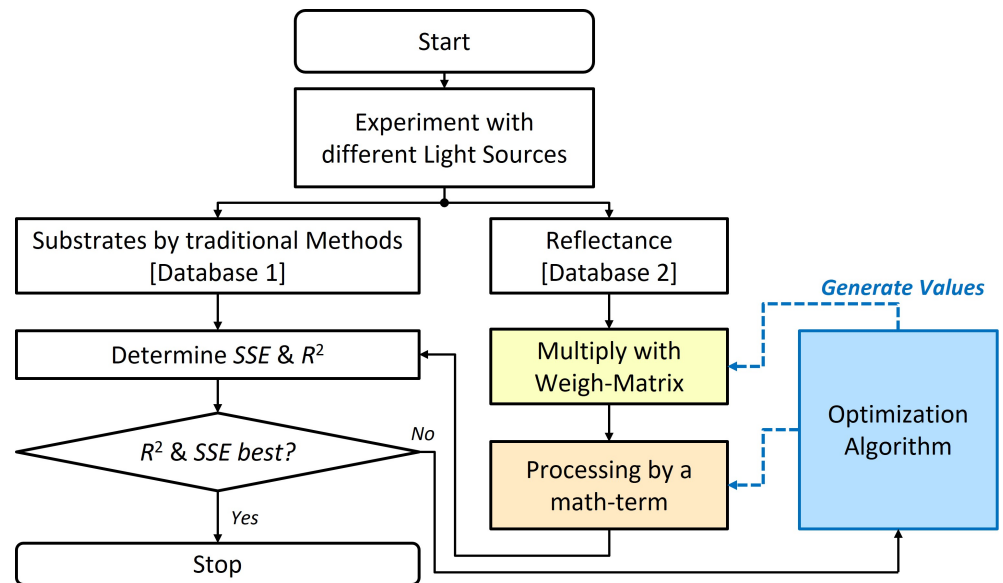 Start
Experiment with
different Light Sources
Substrates by traditional Methods
[Database 1]
Reflectance
[Database 2]
Generate Values
Determine SSE & R²
Multiply with
Weigh-Matrix
Optimization
Algorithm
R² & SSE best?
No
Processing by a
math-term
Yes
Stop